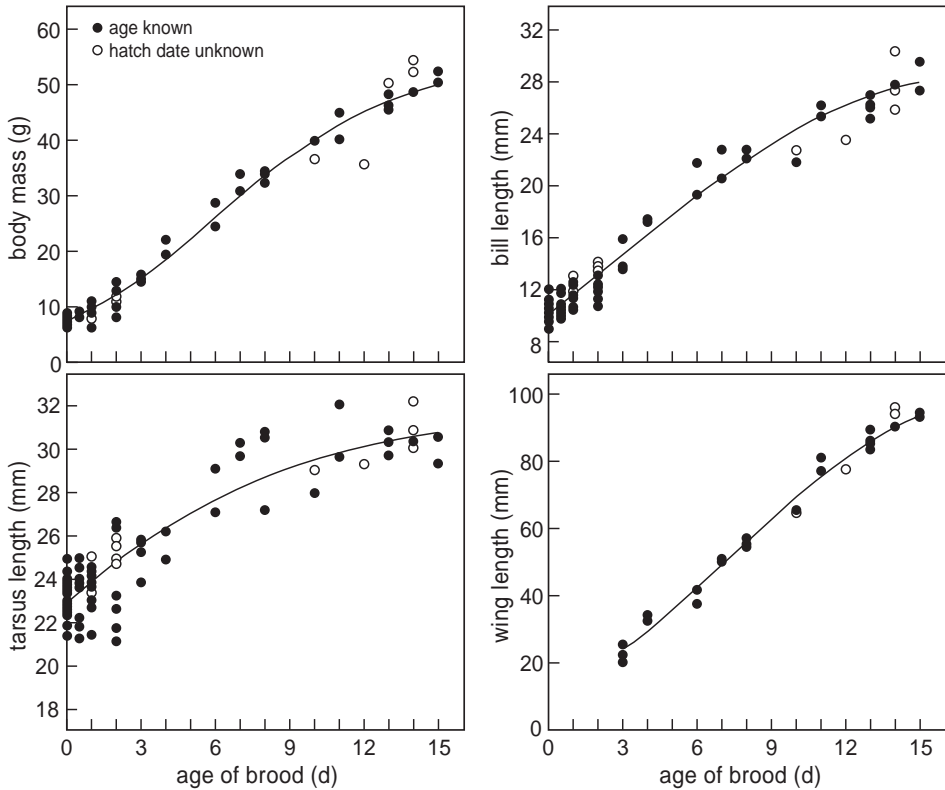 60
50
40
30
20
10
0
body mass (g)
age known
hatch date unknown
28
24
20
16
12
8
bill length (mm)
32
30
28
26
24
22
20
18
tarsus length (mm)
0 3 6 9 12 15
age of brood (d)
100
80
60
40
20
0
wing length (mm)
0 3 6 9 12 15
age of brood (d)